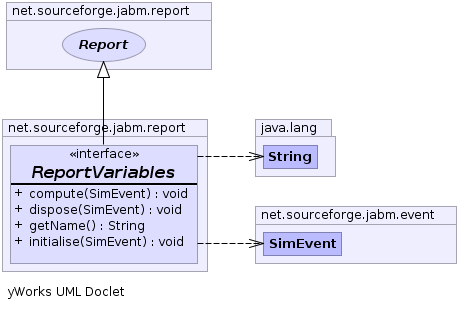 net.sourceforge.jabm.report
Report
net.sourceforge.jabm.report
«interface»
ReportVariables
+ compute(SimEvent) : void
+ dispose(SimEvent) : void
+ getName() : String
+ initialise(SimEvent) : void
java.lang
String
net.sourceforge.jabm.event
SimEvent
yWorks UML Doclet